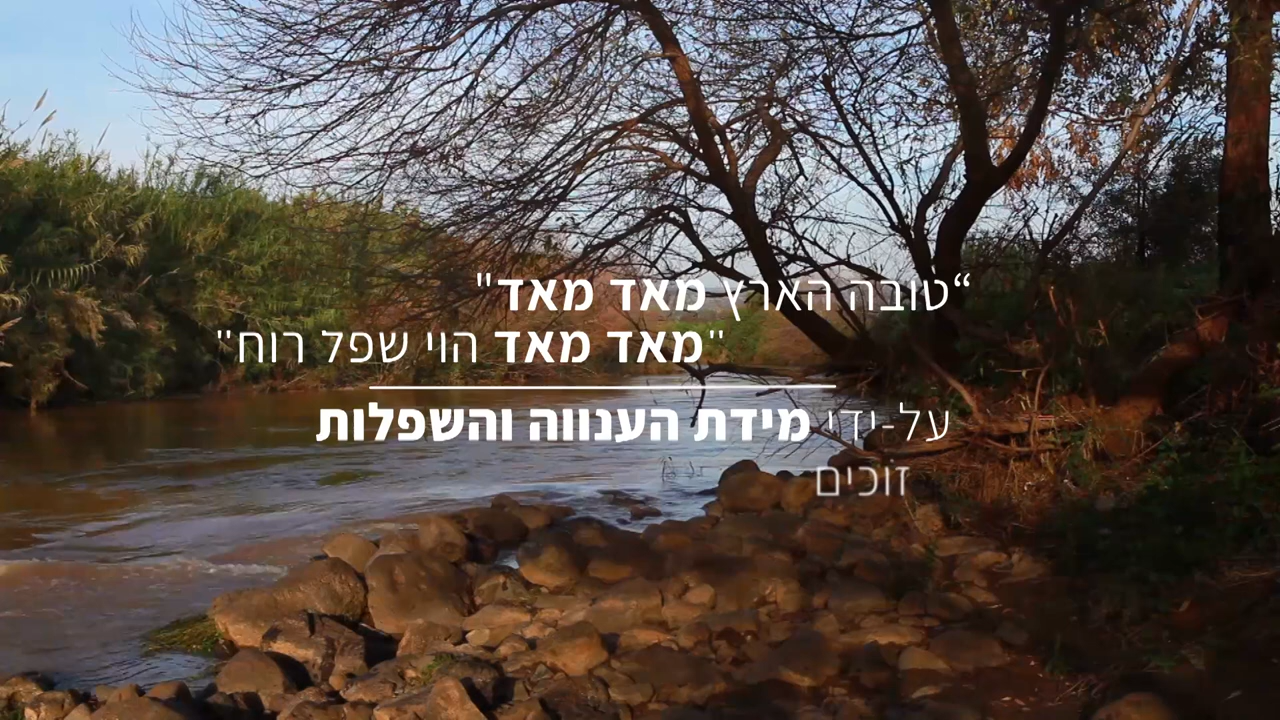 “טובה הארץ מאד מאד"
"מאד מאד הוי שפל רוח"
על-ידי מידת הענווה והשפלות
זוכים